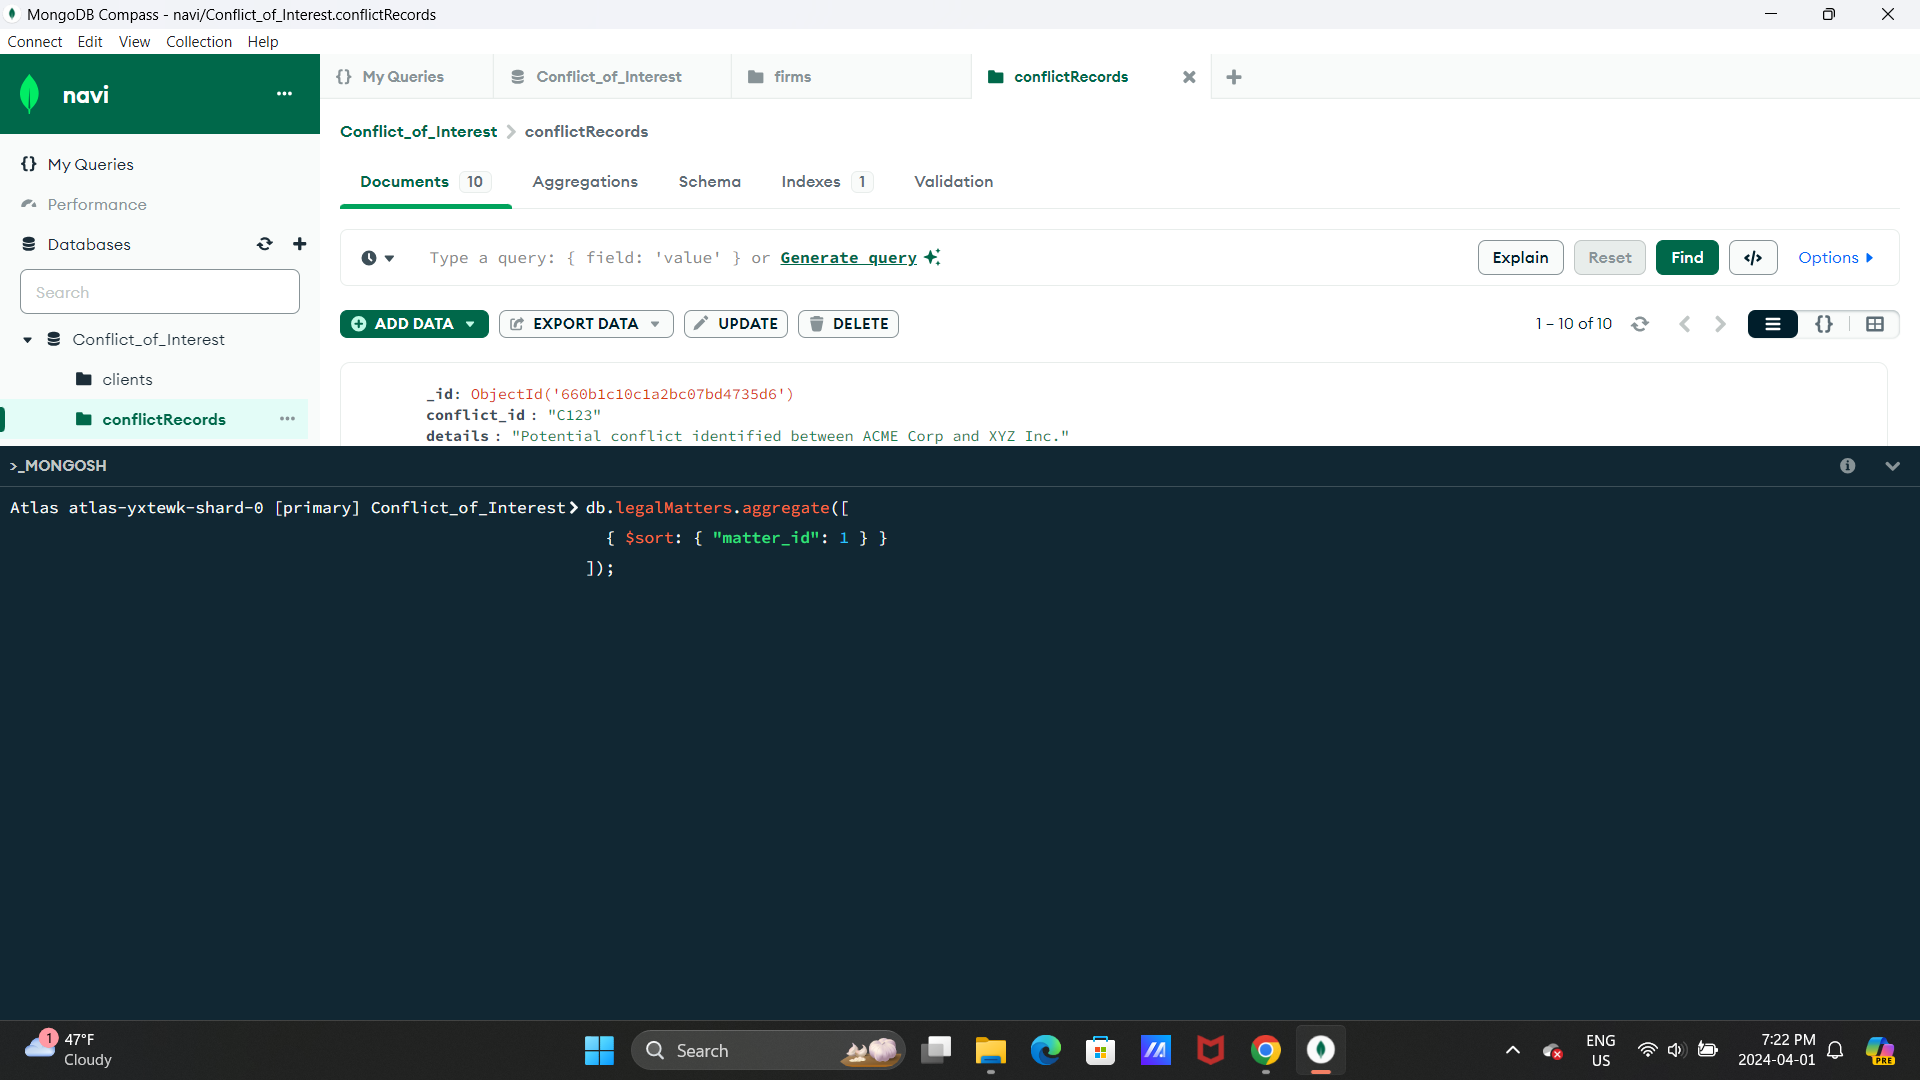 MongoDB Compass - navi/Conflict_of_Interest.conflictRecords
Connect Edit View Collection Help
navi
My Queries
Conflict_of_Interest
firms
conflictRecords
My Queries
Performance
Databases
Search
Conflict_of_Interest
clients
conflictRecords
Conflict_of_Interest > conflictRecords
Documents 10 Aggregations Schema Indexes 1 Validation
Type a query: { field: 'value' } or Generate query
Explain Reset Find </> Options
ADD DATA EXPORT DATA UPDATE DELETE
1 – 10 of 10
{}
_id: ObjectId('660b1c10c1a2bc07bd4735d6')
conflict_id : "C123"
details : "Potential conflict identified between ACME Corp and XYZ Inc."
>_MONGOSH
Atlas atlas-yxtewk-shard-0 [primary] Conflict_of_Interest> db.legalMatters.aggregate([
{ $sort: { "matter_id": 1 } }
]);
1
47°F
Cloudy
Search
ENG
US
7:22 PM
2024-04-01
PRE